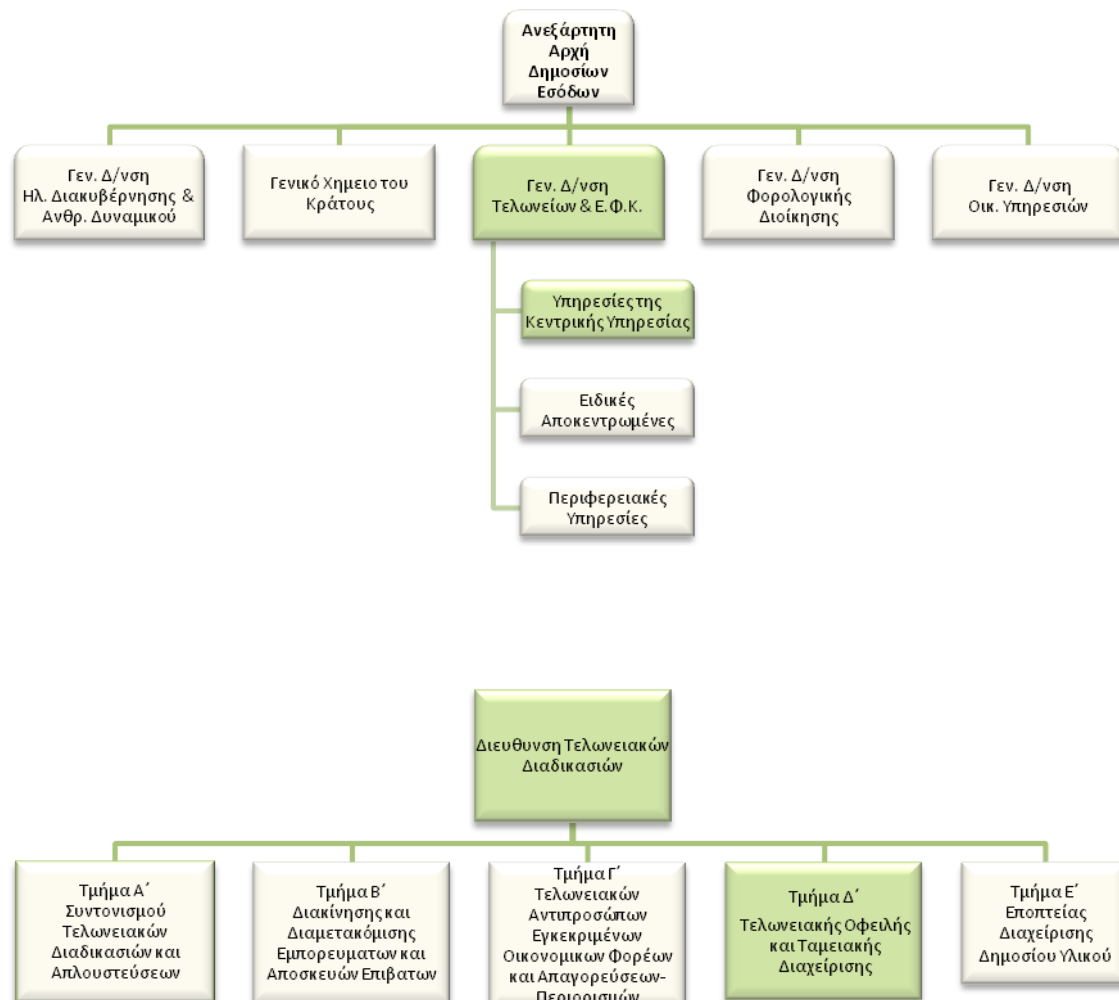 Ανεξάρτητη
Αρχή
Δημοσίων
Εσόδων
Γεν. Δ/νση
Ηλ. Διακυβέρνησης &
Ανθρ. Δυναμικού
Γενικό Χημειο του
Κράτους
Γεν. Δ/νση
Τελωνείων & Ε.Φ.Κ.
Γεν. Δ/νση
Φορολογικής
Διοίκησης
Γεν. Δ/νση
Οικ. Υπηρεσιών
Υπηρεσίες της
Κεντρικής Υπηρεσίας
Ειδικές
Αποκεντρωμένες
Περιφερειακές
Υπηρεσίες
Διευθυνση Τελωνειακών
Διαδικασιών
Τμήμα Α΄
Συντονισμού
Τελωνειακών
Διαδικασιών και
Απλουστεύσεων
Τμήμα Β΄
Διακίνησης και
Διαμετακόμισης
Εμπορευματων και
Αποσκευών Επιβατων
Τμήμα Γ΄
Τελωνειακών
Αντιπροσώπων
Εγκεκριμένων
Οικονομικων Φορέων
και Απαγορεύσεων-
Περιορισμών
Τμήμα Δ΄
Τελωνειακής Οφειλής
και Ταμειακής
Διαχείρισης
Τμήμα Ε΄
Εποπτείας
Διαχείρισης
Δημοσίου Υλικού